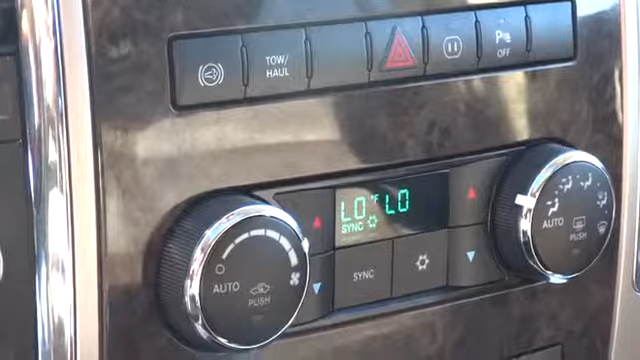 TOW/
HAUL
OFF
LO °F LO
SYNC
SYNC
AUTO
PUSH
AUTO
PUSH